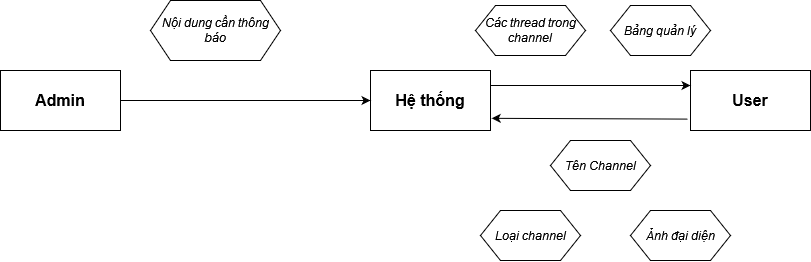 Nội dung cần thông
báo
Các thread trong
channel
Bảng quản lý
Admin
Hệ thống
User
Tên Channel
Loại channel
Ảnh đại diện